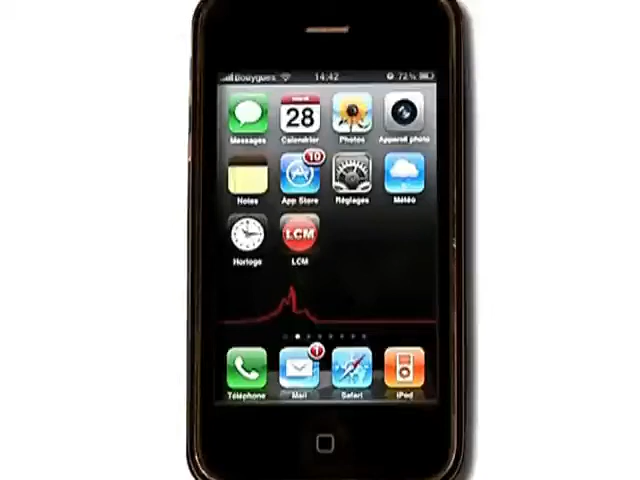 Bouygues 14:42 72 %
28
Messages Calendrier Photos Appareil photo
10
Notes App Store Réglages Météo
LCM
Horloge LCM
1
Téléphone Mail Safari iPod